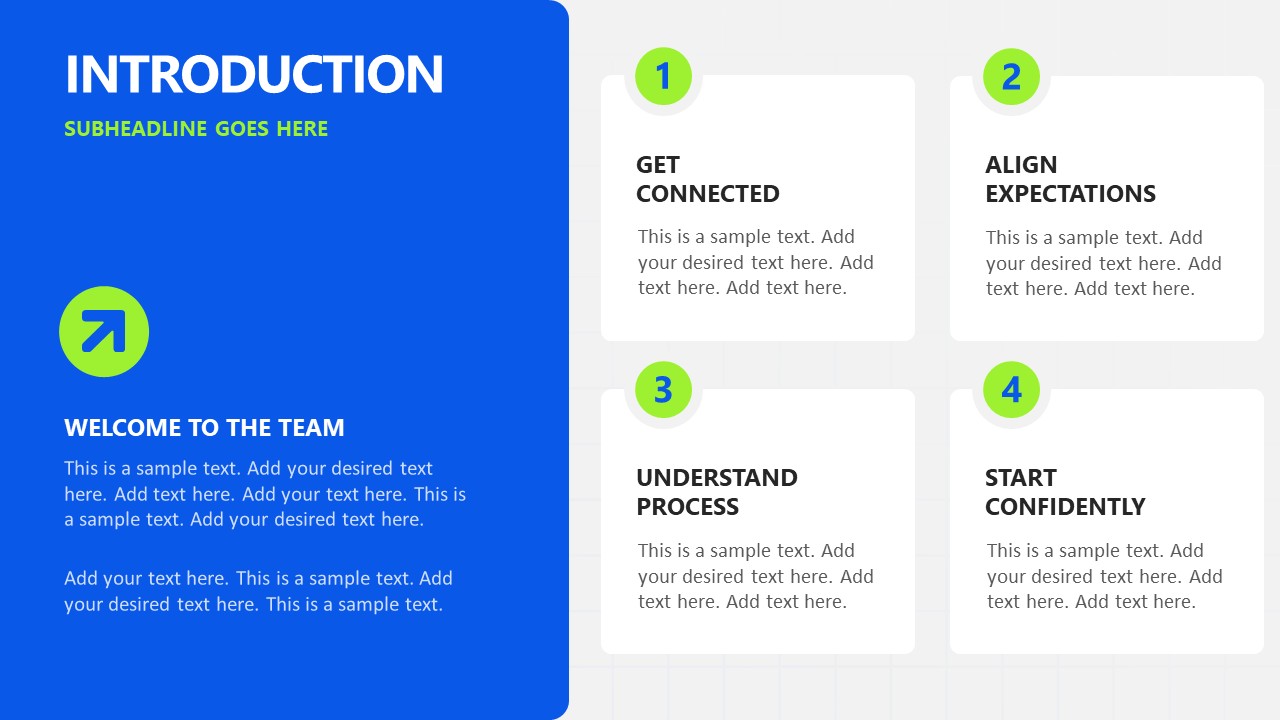 INTRODUCTION
SUBHEADLINE GOES HERE
WELCOME TO THE TEAM
This is a sample text. Add your desired text
here. Add text here. Add your text here. This is
a sample text. Add your desired text here.
Add your text here. This is a sample text. Add
your desired text here. This is a sample text.
1
GET
CONNECTED
This is a sample text. Add
your desired text here. Add
text here. Add text here.
2
ALIGN
EXPECTATIONS
This is a sample text. Add
your desired text here. Add
text here. Add text here.
3
UNDERSTAND
PROCESS
This is a sample text. Add
your desired text here. Add
text here. Add text here.
4
START
CONFIDENTLY
This is a sample text. Add
your desired text here. Add
text here. Add text here.